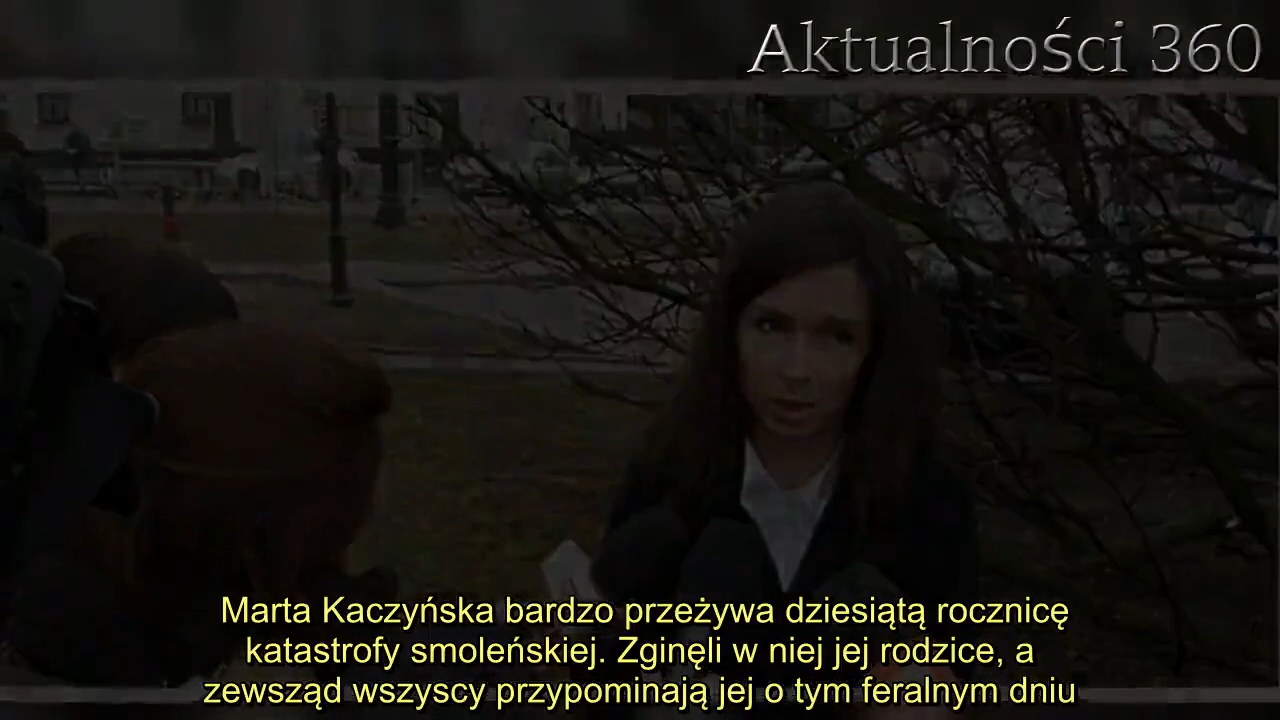 Aktualności 360
Marta Kaczyńska bardzo przeżywa dziesiątą rocznicę
katastrofy smoleńskiej. Zginęli w niej jej rodzice, a
zewsząd wszyscy przypominają jej o tym feralnym dniu